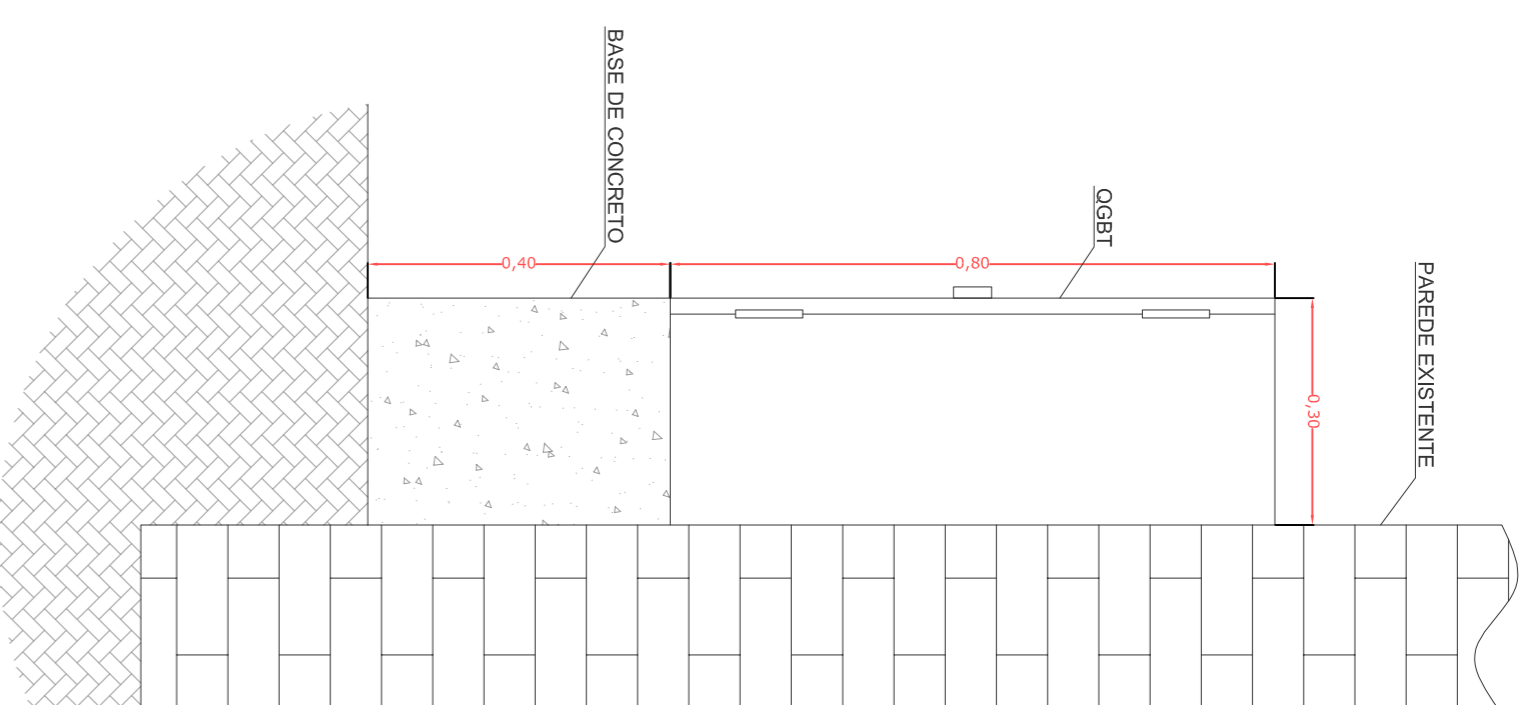 BASE DE CONCRETO
QGBT
PAREDE EXISTENTE
0,40
0,80
0,30